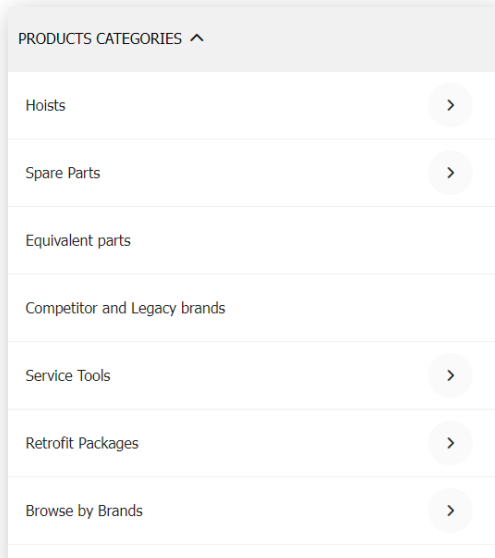 PRODUCTS CATEGORIES
Hoists
Spare Parts
Equivalent parts
Competitor and Legacy brands
Service Tools
Retrofit Packages
Browse by Brands